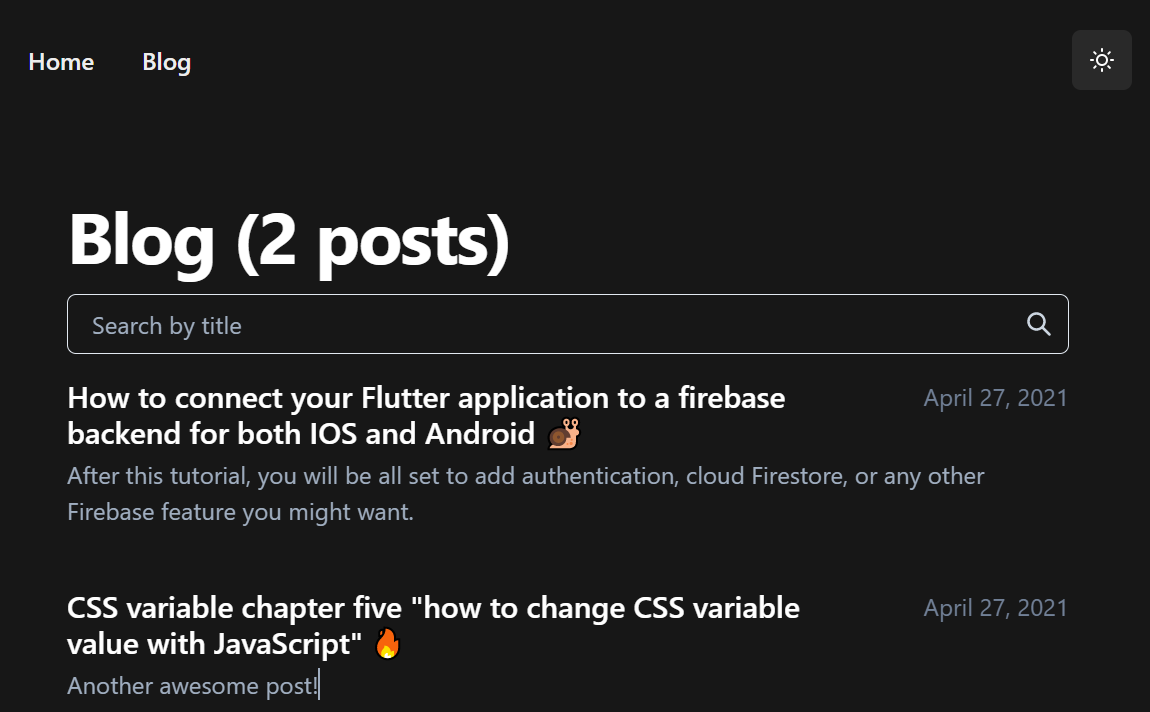 Home
Blog
Blog (2 posts)
Search by title
How to connect your Flutter application to a firebase
backend for both IOS and Android 🐌
April 27, 2021
After this tutorial, you will be all set to add authentication, cloud Firestore, or any other
Firebase feature you might want.
CSS variable chapter five "how to change CSS variable
value with JavaScript" 🔥
April 27, 2021
Another awesome post!